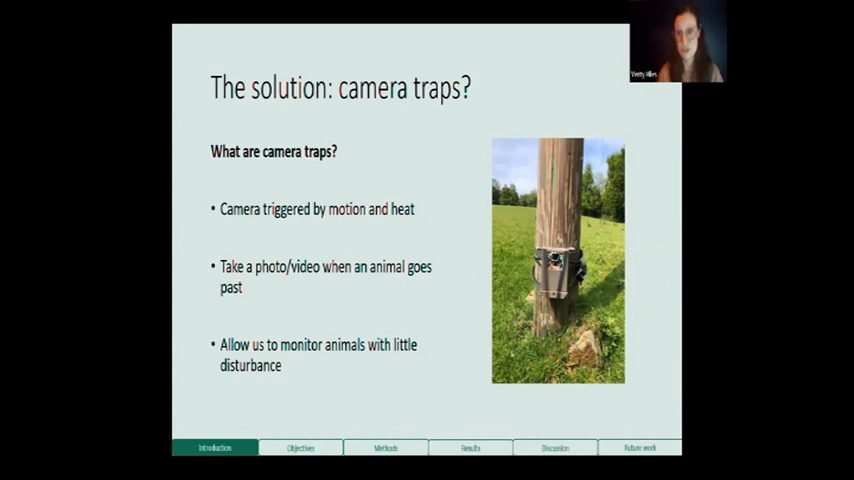 The solution: camera traps?
What are camera traps?
• Camera triggered by motion and heat
• Take a photo/video when an animal goes
past
• Allow us to monitor animals with little
disturbance
Introduction
Objectives
Methods
Results
Discussion
Future work